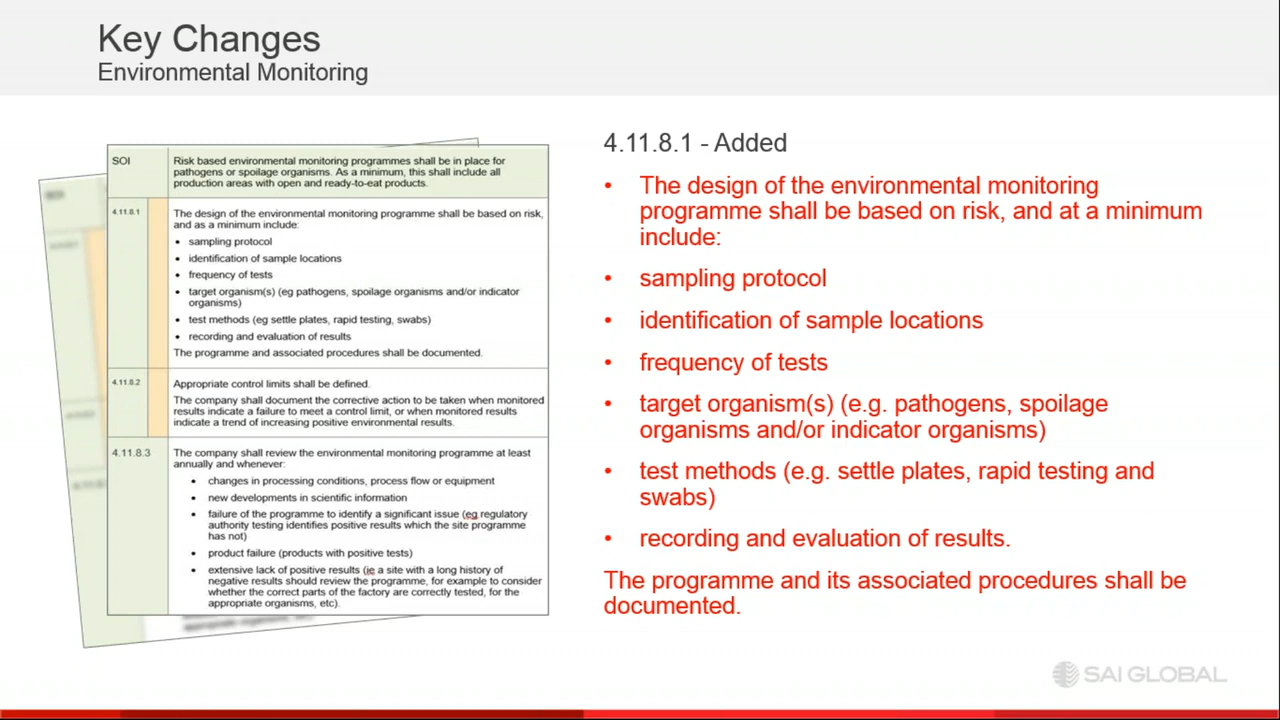 Key Changes
Environmental Monitoring
SOI
Risk based environmental monitoring programmes shall be in place for
pathogens or spoilage organisms. As a minimum, this shall include all
production areas with open and ready-to-eat products.
4.11.8.1
The design of the environmental monitoring programme shall be based on risk,
and as a minimum include:
• sampling protocol
• identification of sample locations
• frequency of tests
• target organism(s) (eg pathogens, spoilage organisms and/or indicator
organisms)
• test methods (eg settle plates, rapid testing, swabs)
• recording and evaluation of results
The programme and associated procedures shall be documented.
4.11.8.2
Appropriate control limits shall be defined.
The company shall document the corrective action to be taken when monitored
results indicate a failure to meet a control limit, or when monitored results
indicate a trend of increasing positive environmental results.
4.11.8.3
The company shall review the environmental monitoring programme at least
annually and whenever:
• changes in processing conditions, process flow or equipment
• new developments in scientific information
• failure of the programme to identify a significant issue (eg regulatory
authority testing identifies positive results which the site programme
has not)
• product failure (products with positive tests)
• extensive lack of positive results (ie a site with a long history of
negative results should review the programme, for example to consider
whether the correct parts of the factory are correctly tested, for the
appropriate organisms, etc).
4.11.8.1 - Added
• The design of the environmental monitoring
programme shall be based on risk, and at a minimum
include:
• sampling protocol
• identification of sample locations
• frequency of tests
• target organism(s) (e.g. pathogens, spoilage
organisms and/or indicator organisms)
• test methods (e.g. settle plates, rapid testing and
swabs)
• recording and evaluation of results.
The programme and its associated procedures shall be
documented.
SAI GLOBAL